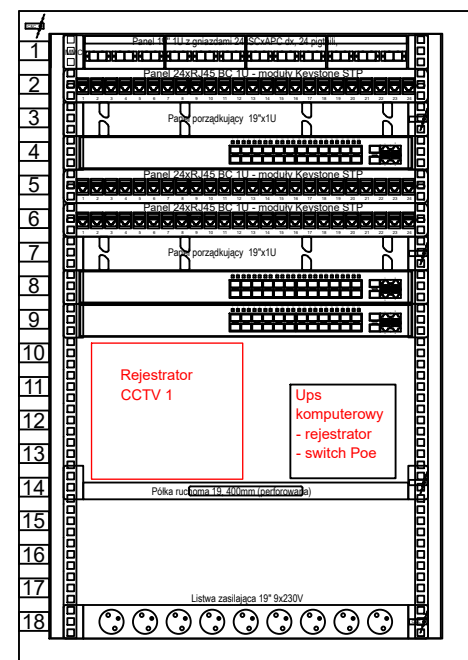 1
Panel 19" 1U z gniazdami 24 SCxAPC dx, 24 pigtaili,
2
Panel 24xRJ45 BC 1U - moduły Keystone STP
1 2 3 4 5 6 7 8 9 10 11 12 13 14 15 16 17 18 19 20 21 22 23 24
3
Panel porządkujący 19"x1U
4
5
Panel 24xRJ45 BC 1U - moduły Keystone STP
1 2 3 4 5 6 7 8 9 10 11 12 13 14 15 16 17 18 19 20 21 22 23 24
6
Panel 24xRJ45 BC 1U - moduły Keystone STP
1 2 3 4 5 6 7 8 9 10 11 12 13 14 15 16 17 18 19 20 21 22 23 24
7
Panel porządkujący 19"x1U
8
9
10
11
Rejestrator
CCTV 1
12
Ups
komputerowy
- rejestrator
- switch Poe
13
14
Półka ruchoma 19, 400mm (perforowana)
15
16
17
Listwa zasilająca 19" 9x230V
18